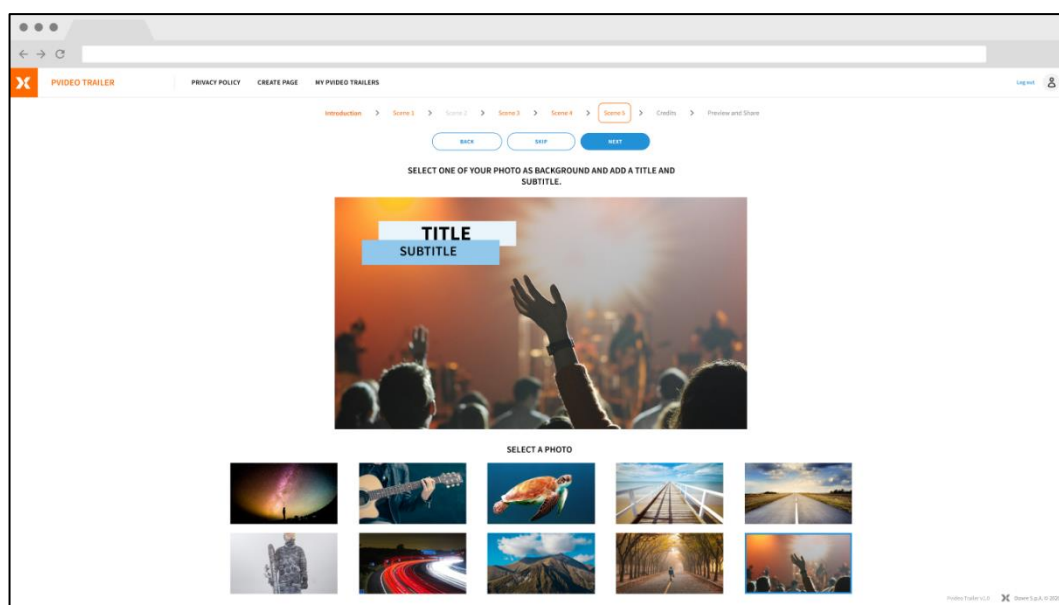 PVIDEO TRAILER
PRIVACY POLICY CREATE PAGE MY PVIDEO TRAILERS
Log out
Introduction > Scene 1 > Scene 2 > Scene 3 > Scene 4 > Scene 5 > Credits > Preview and Share
BACK SKIP NEXT
SELECT ONE OF YOUR PHOTO AS BACKGROUND AND ADD A TITLE AND
SUBTITLE.
TITLE
SUBTITLE
SELECT A PHOTO